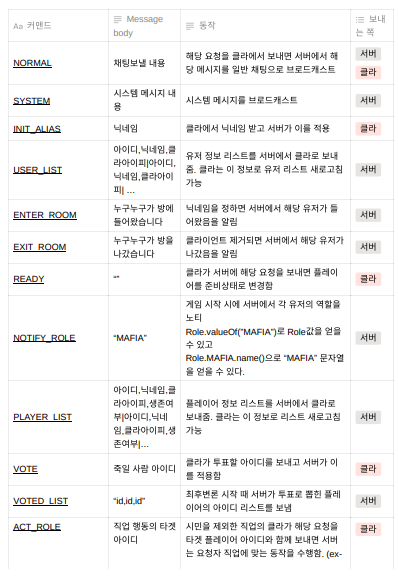 Aa 커맨드
Message
body
동작
보내
는 쪽
NORMAL
채팅보낼 내용
해당 요청을 클라에서 보내면 서버에서 해
당 메시지를 일반 채팅으로 브로드캐스트
서버
클라
SYSTEM
시스템 메시지 내
용
시스템 메시지를 브로드캐스트
서버
INIT_ALIAS
닉네임
클라에서 닉네임 받고 서버가 이를 적용
클라
USER_LIST
아이디,닉네임,클
라아이피|아이디,
닉네임,클라아이
피| …
유저 정보 리스트를 서버에서 클라로 보내
줌. 클라는 이 정보로 유저 리스트 새로고침
가능
서버
ENTER_ROOM
누구누구가 방에
들어왔습니다
닉네임을 정하면 서버에서 해당 유저가 들
어왔음을 알림
서버
EXIT_ROOM
누구누구가 방을
나갔습니다
클라이언트 제거되면 서버에서 해당 유저가
나갔음을 알림
서버
READY
“”
클라가 서버에 해당 요청을 보내면 플레이
어를 준비상태로 변경함
클라
NOTIFY_ROLE
“MAFIA”
게임 시작 시에 서버에서 각 유저의 역할을
노티
Role.valueOf(“MAFIA”)로 Role값을 얻을
수 있고
Role.MAFIA.name()으로 “MAFIA” 문자열
을 얻을 수 있다.
서버
PLAYER_LIST
아이디,닉네임,클
라아이피,생존여
부|아이디,닉네
임,클라아이피,생
존여부|…
플레이어 정보 리스트를 서버에서 클라로
보내줌. 클라는 이 정보로 리스트 새로고침
가능
서버
VOTE
죽일 사람 아이디
클라가 투표할 아이디를 보내고 서버가 이
를 적용함
클라
VOTED_LIST
“id,id,id”
최후변론 시작 때 서버가 투표로 뽑힌 플레
이어의 아이디 리스트를 보냄
서버
ACT_ROLE
직업 행동의 타겟
아이디
시민을 제외한 직업의 클라가 해당 요청을
타겟 플레이어 아이디와 함께 보내면 서버
는 요청자 직업에 맞는 동작을 수행함. (ex-
클라